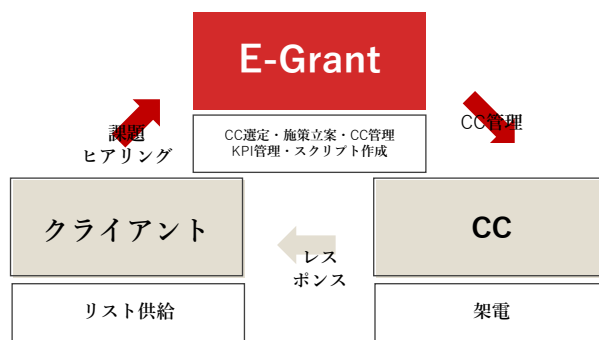 E-Grant
CC選定・施策立案・CC管理
KPI管理・スクリプト作成
課題
ヒアリング
CC管理
クライアント
CC
レス
ポンス
リスト供給
架電